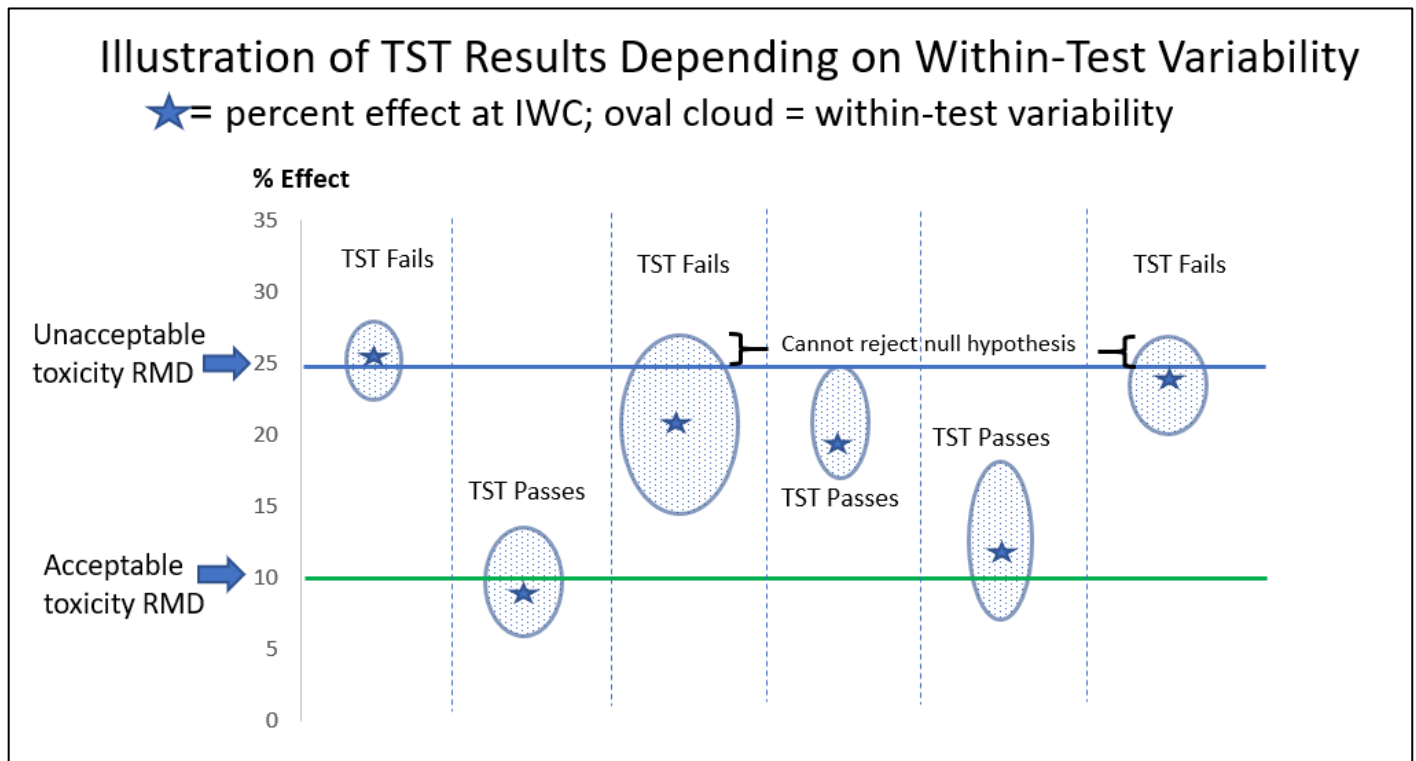 Illustration of TST Results Depending on Within-Test Variability
= percent effect at IWC; oval cloud = within-test variability
% Effect
35
TST Fails
TST Fails
TST Fails
30
Unacceptable
toxicity RMD
25
Cannot reject null hypothesis
20
TST Passes
TST Passes
TST Passes
15
Acceptable
toxicity RMD
10
5
0